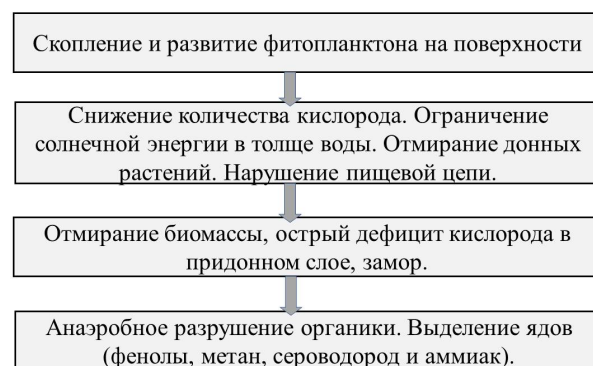 Скопление и развитие фитопланктона на поверхности
Снижение количества кислорода. Ограничение
солнечной энергии в толще воды. Отмирание донных
растений. Нарушение пищевой цепи.
Отмирание биомассы, острый дефицит кислорода в
придонном слое, замор.
Анаэробное разрушение органики. Выделение ядов
(фенолы, метан, сероводород и аммиак).